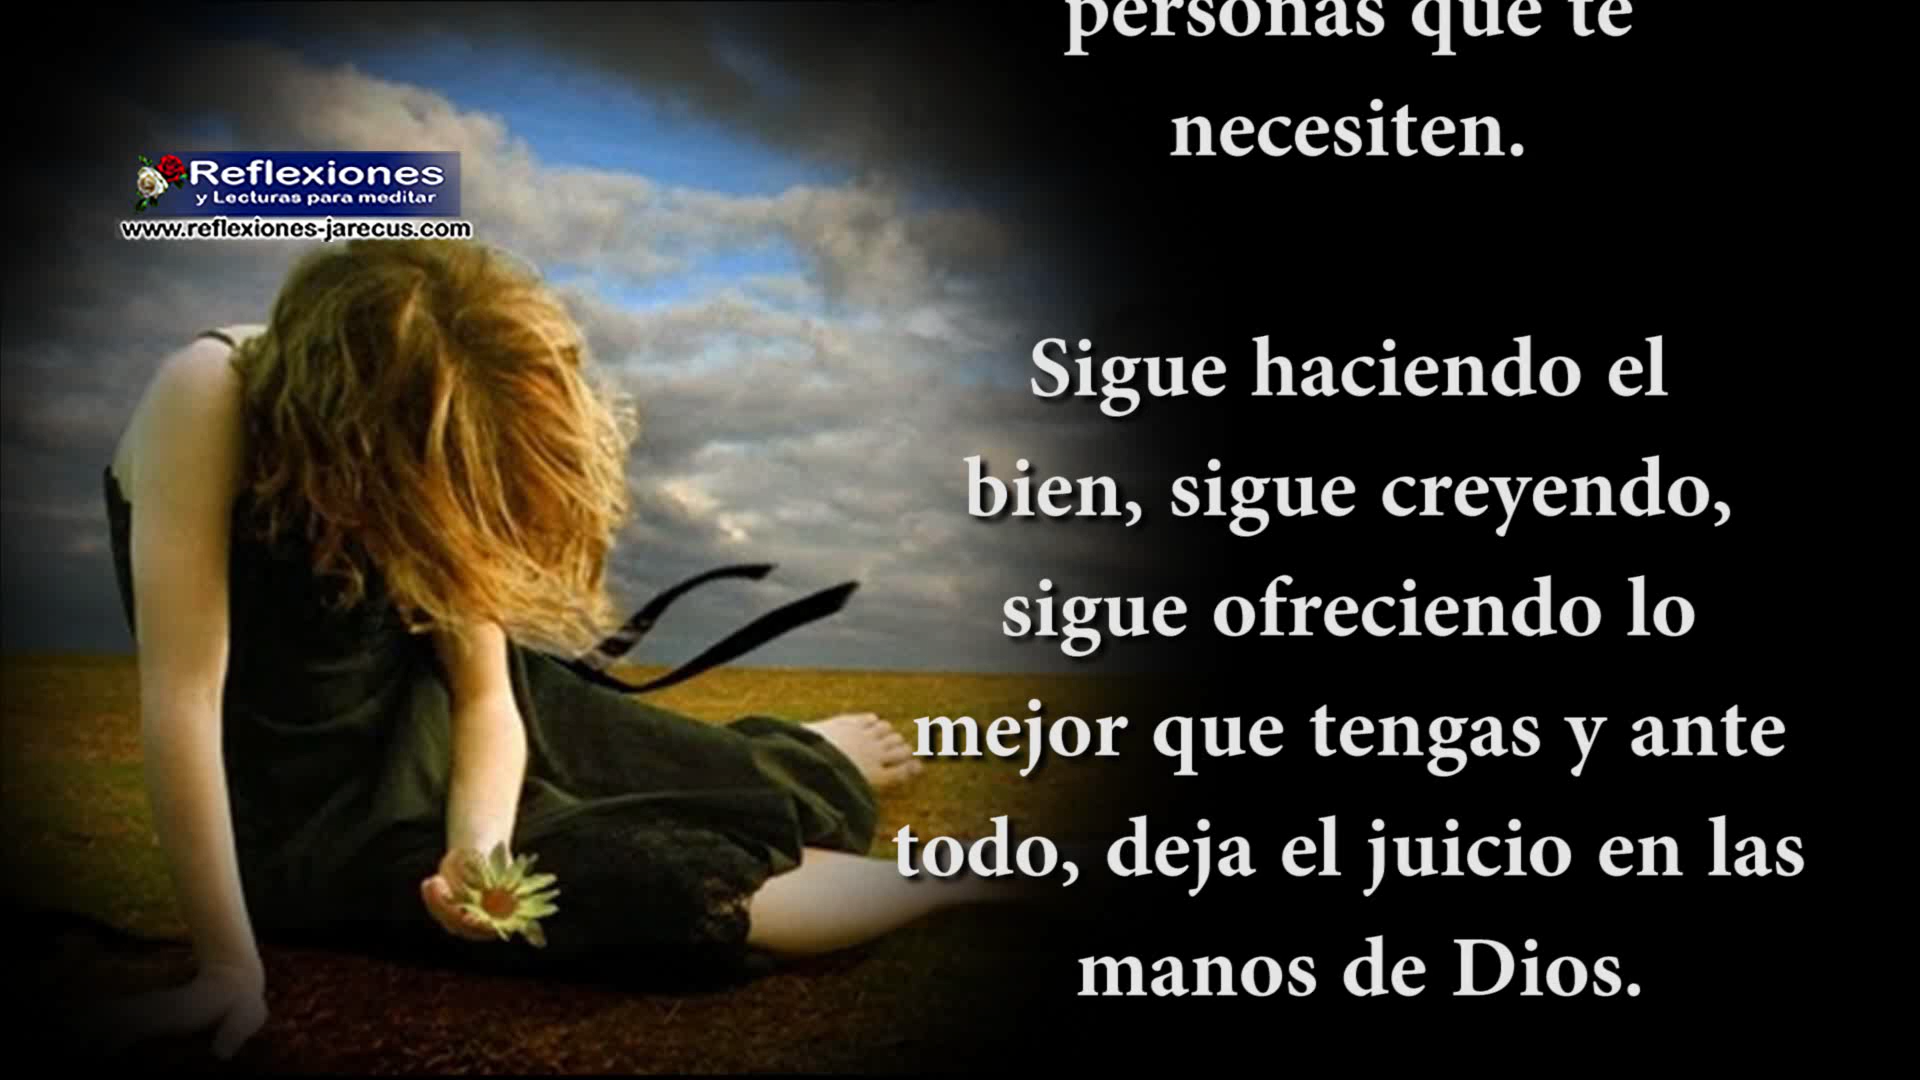 personas que te
necesiten.
Reflexiones
y Lecturas para meditar
www.reflexiones-jarecus.com
Sigue haciendo el
bien, sigue creyendo,
sigue ofreciendo lo
mejor que tengas y ante
todo, deja el juicio en las
manos de Dios.